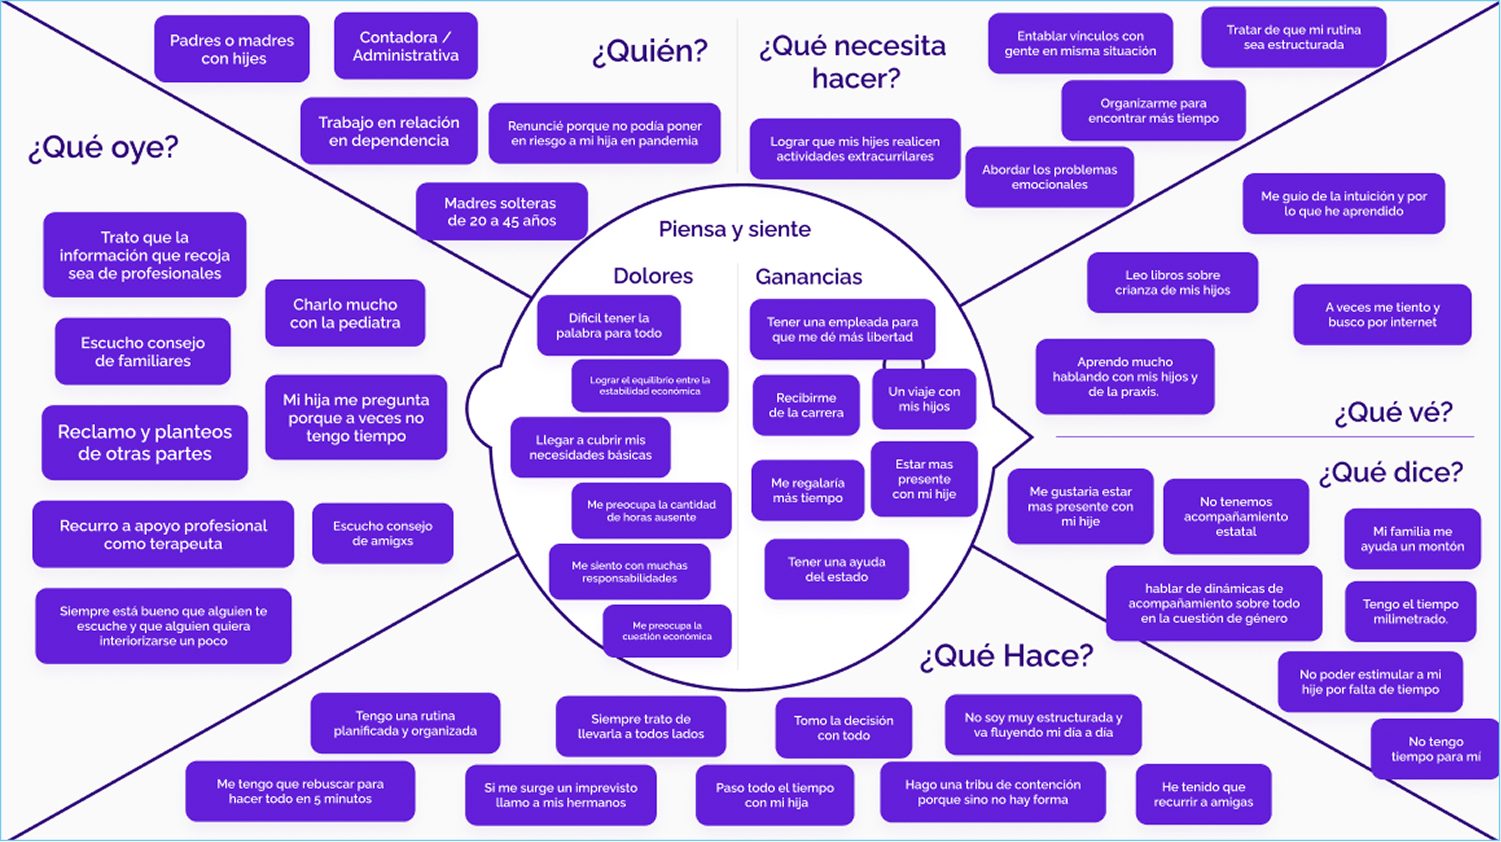 ¿Quién?
Padres o madres
con hijes
Contadora /
Administrativa
Trabajo en relación
en dependencia
Renuncié porque no podía poner
en riesgo a mi hija en pandemia
Madres solteras
de 20 a 45 años
¿Qué necesita
hacer?
Entablar vínculos con
gente en misma situación
Tratar de que mi rutina
sea estructurada
Organizarme para
encontrar más tiempo
Lograr que mis hijes realicen
actividades extracurrilares
Abordar los problemas
emocionales
¿Qué oye?
Trato que la
información que recoja
sea de profesionales
Charlo mucho
con la pediatra
Escucho consejo
de familiares
Mi hija me pregunta
porque a veces no
tengo tiempo
Reclamo y planteos
de otras partes
Recurro a apoyo profesional
como terapeuta
Escucho consejo
de amigxs
Siempre está bueno que alguien te
escuche y que alguien quiera
interiorizarse un poco
Piensa y siente
Dolores
Díficil tener la
palabra para todo
Lograr el equilibrio entre la
estabilidad económica
Llegar a cubrir mis
necesidades básicas
Me preocupa la cantidad
de horas ausente
Me siento con muchas
responsabilidades
Me preocupa la
cuestión económica
Ganancias
Tener una empleada para
que me dé más libertad
Recibirme
de la carrera
Un viaje con
mis hijos
Me regalaría
más tiempo
Estar mas
presente
con mi hije
Tener una ayuda
del estado
Me guío de la intuición y por
lo que he aprendido
Leo libros sobre
crianza de mis hijos
A veces me tiento y
busco por internet
Aprendo mucho
hablando con mis hijos y
de la praxis.
¿Qué vé?
¿Qué dice?
Me gustaria estar
mas presente con
mi hije
No tenemos
acompañamiento
estatal
Mi familia me
ayuda un montón
hablar de dinámicas de
acompañamiento sobre todo
en la cuestión de género
Tengo el tiempo
milimetrado.
No poder estimular a mi
hije por falta de tiempo
No tengo
tiempo para mí
¿Qué Hace?
Tengo una rutina
planificada y organizada
Siempre trato de
llevarla a todos lados
Tomo la decisión
con todo
No soy muy estructurada y
va fluyendo mi día a día
Me tengo que rebuscar para
hacer todo en 5 minutos
Si me surge un imprevisto
llamo a mis hermanos
Paso todo el tiempo
con mi hija
Hago una tribu de contención
porque sino no hay forma
He tenido que
recurrir a amigas